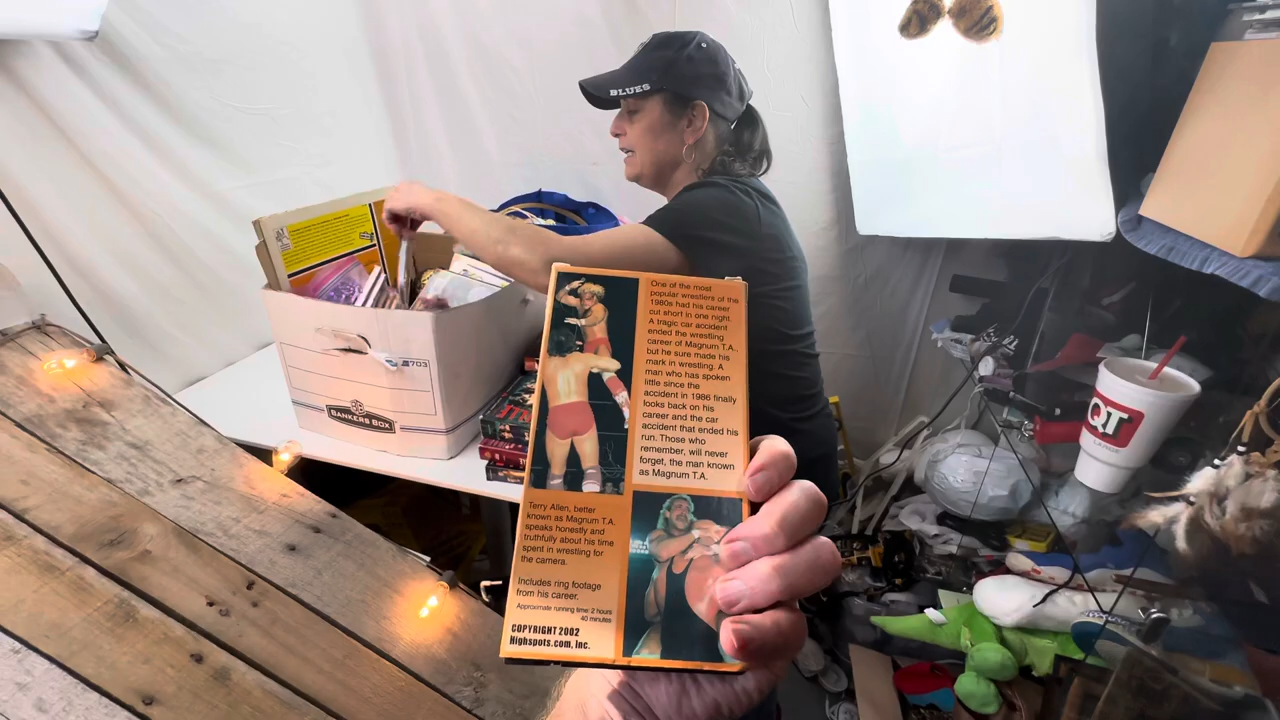 BLUES
703
BANKERS BOX
QT
LARGE
One of the most
popular wrestlers of the
1980s had his career
cut short in one night.
A tragic car accident
ended the wrestling
career of Magnum T.A.,
but he sure made his
mark in wrestling. A
man who has spoken
little since the
accident in 1986 finally
looks back on his
career and the car
accident that ended his
run. Those who
remember, will never
forget, the man known
as Magnum T.A.
Terry Allen, better
known as Magnum T.A.
speaks honestly and
truthfully about his time
spent in wrestling for
the camera.
Includes ring footage
from his career.
Approximate running time: 2 hours
40 minutes
COPYRIGHT 2002
Highspots.com, Inc.